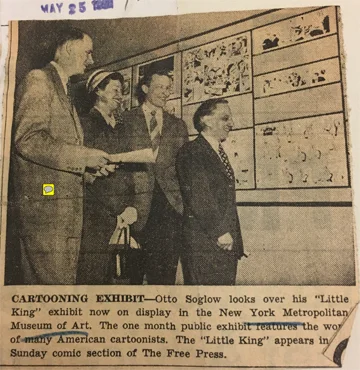 MAY 25
CARTOONING EXHIBIT—Otto Soglow looks over his "Little
King" exhibit now on display in the New York Metropolitan
Museum of Art. The one month public exhibit features the wor
of many American cartoonists. The "Little King" appears in
Sunday comic section of The Free Press.